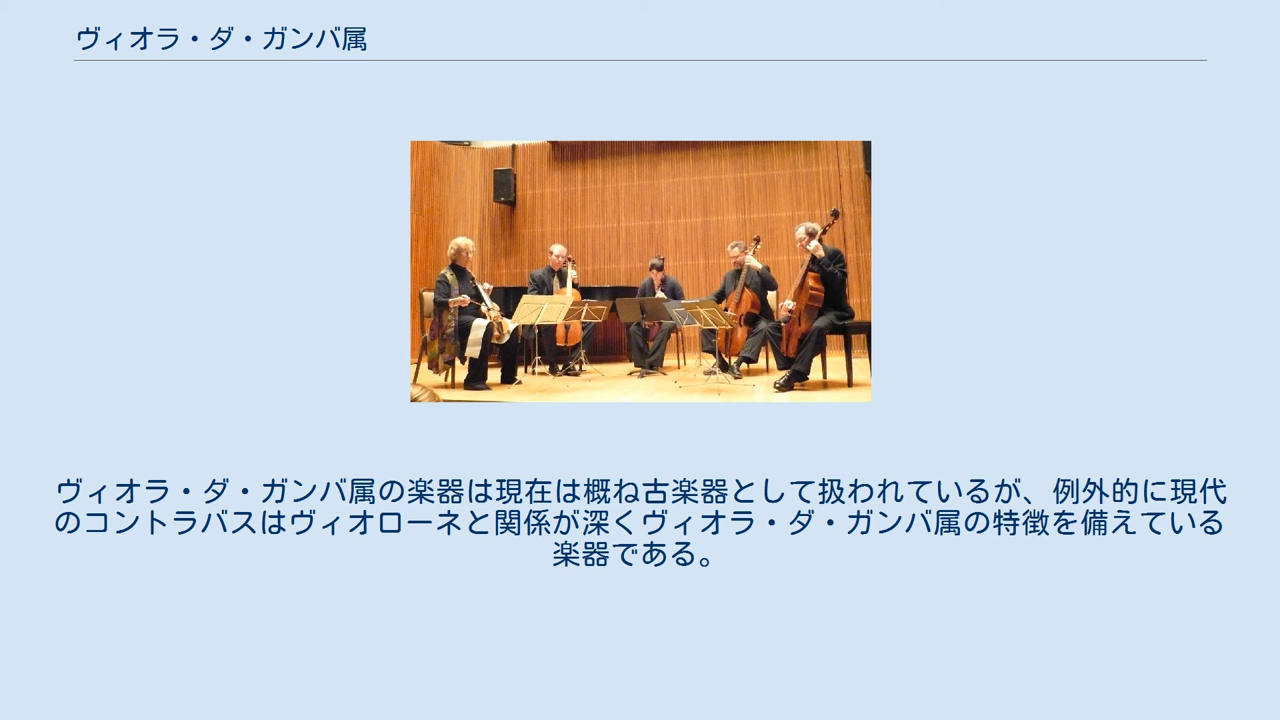 ヴィオラ・ダ・ガンバ属
ヴィオラ・ダ・ガンバ属の楽器は現在は概ね古楽器として扱われているが、例外的に現代
のコントラバスはヴィオローネと関係が深くヴィオラ・ダ・ガンバ属の特徴を備えている
楽器である。